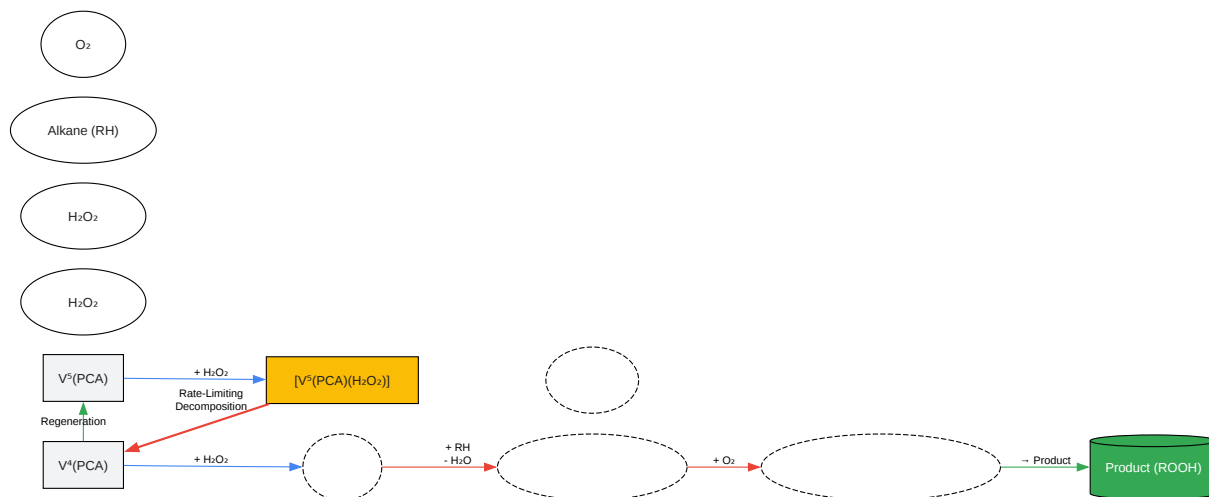 O₂
Alkane (RH)
H₂O₂
H₂O₂
V⁵(PCA)
+ H₂O₂
[V⁵(PCA)(H₂O₂)]
Rate-Limiting
Decomposition
Regeneration
V⁴(PCA)
+ H₂O₂
+ RH
- H₂O
+ O₂
→ Product
Product (ROOH)